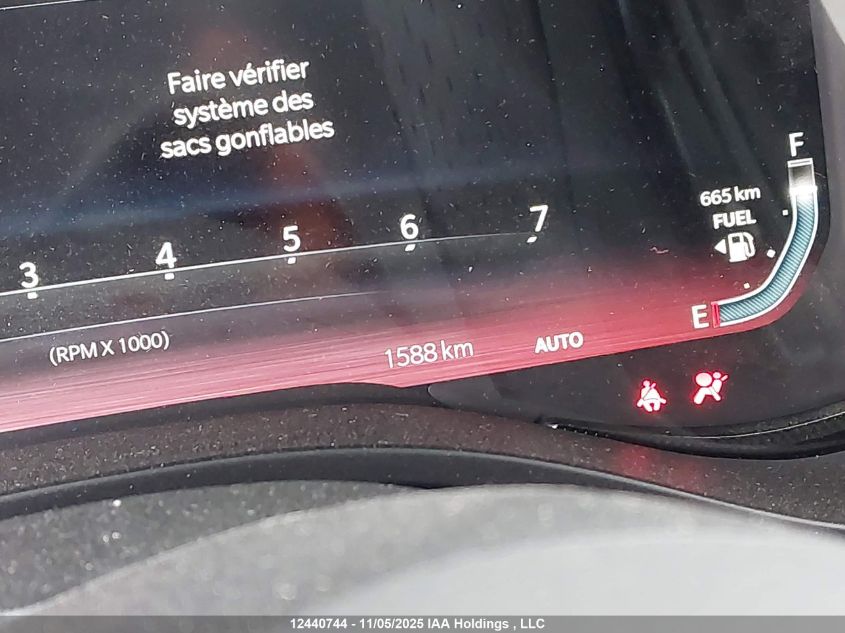 Faire vérifier
système des
sacs gonflables
F
665 km
FUEL
3 4 5 6 7
E
(RPM X 1000)
1588 km
AUTO
12440744 - 11/05/2025 IAA Holdings , LLC